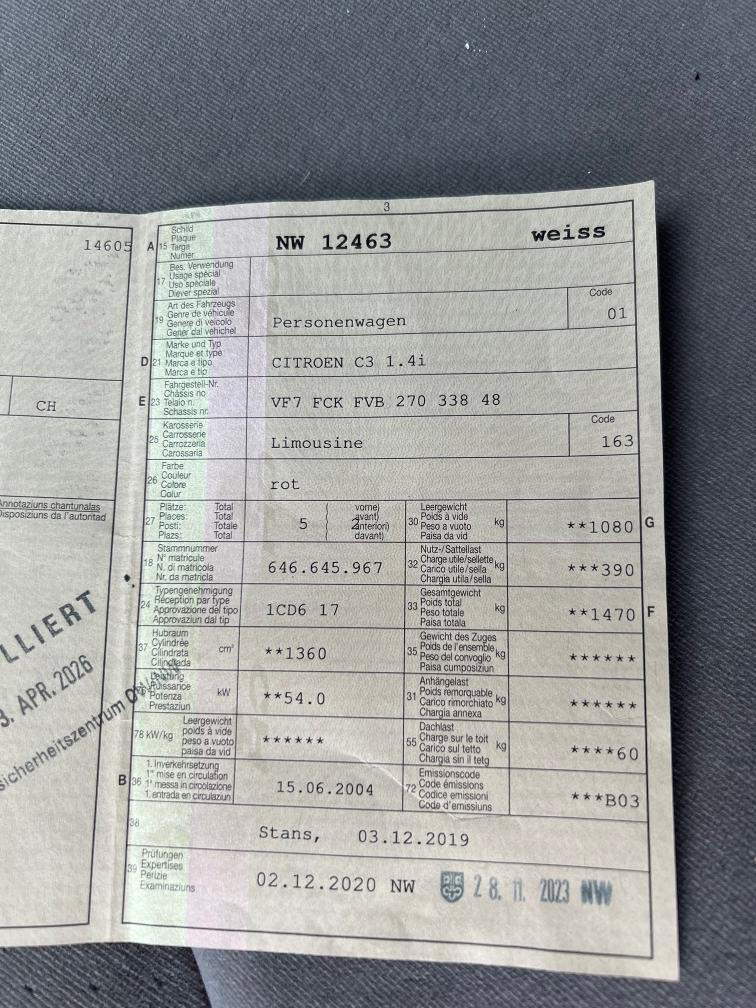 3
14605
CH
Annotaziuns chantunalas
Disposiziuns da l'autoritad
LLIERT
3. APR. 2026
sicherheitszentrum O
A 15 Schild
Plaque
Targa
Numer
NW 12463 weiss
17 Bes. Verwendung
Usage spécial
Uso speciale
Diever spezial
19 Art des Fahrzeugs
Genre de véhicule
Genere di veicolo
Gener dal vehichel
Personenwagen
Code
01
D 21 Marke und Typ
Marque et type
Marca e tipo
Marca e tip
CITROEN C3 1.4i
E 23 Fahrgestell-Nr.
Châssis no
Telaio n.
Schassis nr.
VF7 FCK FVB 270 338 48
25 Karosserie
Carrosserie
Carrozzeria
Carossaria
Limousine
Code
163
26 Farbe
Couleur
Colore
Colur
rot
27 Plätze: Total
Places: Total
Posti: Totale
Plazs: Total
5
vorne)
avant)
anteriori)
davant)
2
30 Leergewicht
Poids à vide
Peso a vuoto
Paisa da vid
kg
**1080 G
18 Stammnummer
N° matricule
N. di matricola
Nr. da matricla
646.645.967
32 Nutz-/Sattellast
Charge utile/sellette
Carico utile/sella
Chargia utila/sella
kg
***390
24 Typengenehmigung
Réception par type
Approvazione del tipo
Approvaziun dal tip
1CD6 17
33 Gesamtgewicht
Poids total
Peso totale
Paisa totala
kg
**1470 F
37 Hubraum
Cylindrée
Cilindrata
Cilindrada
cm³
**1360
35 Gewicht des Zuges
Poids de l'ensemble
Peso del convoglio
Paisa cumposiziun
kg
******
Leistung
Puissance
Potenza
Prestaziun
kW
**54.0
31 Anhängelast
Poids remorquable
Carico rimorchiato
Chargia annexa
kg
******
78 kW/kg
Leergewicht
poids à vide
peso a vuoto
paisa da vid
******
55 Dachlast
Charge sur le toit
Carico sul tetto
Chargia sin il tetg
kg
****60
B 36 1. Inverkehrsetzung
1re mise en circulation
1a messa in circolazione
1. entrada en circulaziun
15.06.2004
72 Emissionscode
Code émissions
Codice emissioni
Code d'emissiuns
***B03
38
Stans, 03.12.2019
39 Prüfungen
Expertises
Perizie
Examinaziuns
02.12.2020 NW 28. 11. 2023 NW